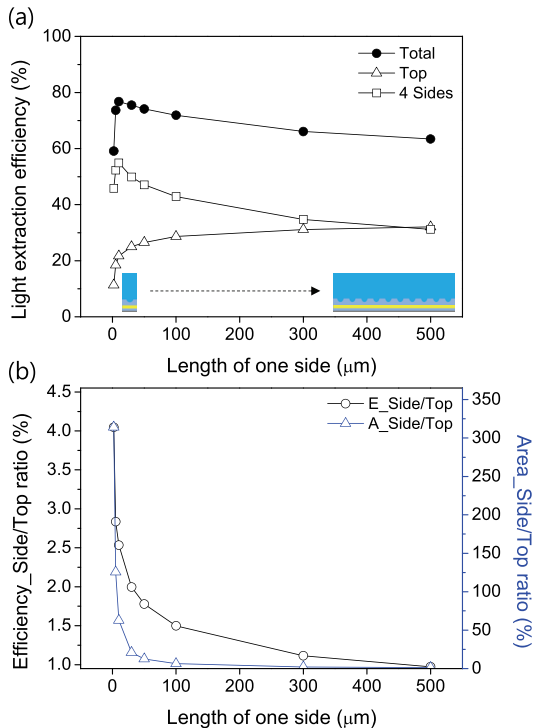 (a)
100
80
60
40
20
0
Light extraction efficiency (%)
Total
Top
4 Sides
0 100 200 300 400 500
Length of one side (μm)
(b)
4.5
4.0
3.5
3.0
2.5
2.0
1.5
1.0
Efficiency_Side/Top ratio (%)
E_Side/Top
A_Side/Top
350
300
250
200
150
100
50
0
Area_Side/Top ratio (%)
0 100 200 300 400 500
Length of one side (μm)